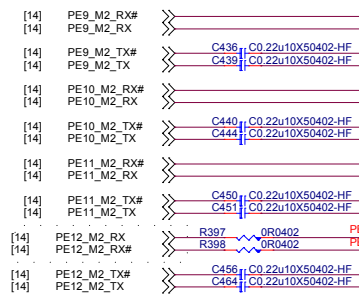 [14] PE9_M2_RX#
[14] PE9_M2_RX
[14] PE9_M2_TX# C436 C0.22u10X50402-HF
[14] PE9_M2_TX C439 C0.22u10X50402-HF
[14] PE10_M2_RX#
[14] PE10_M2_RX
[14] PE10_M2_TX# C440 C0.22u10X50402-HF
[14] PE10_M2_TX C444 C0.22u10X50402-HF
[14] PE11_M2_RX#
[14] PE11_M2_RX
[14] PE11_M2_TX# C450 C0.22u10X50402-HF
[14] PE11_M2_TX C451 C0.22u10X50402-HF
[14] PE12_M2_RX R397 0R0402 PE
[14] PE12_M2_RX# R398 0R0402 PE
[14] PE12_M2_TX# C456 C0.22u10X50402-HF
[14] PE12_M2_TX C464 C0.22u10X50402-HF